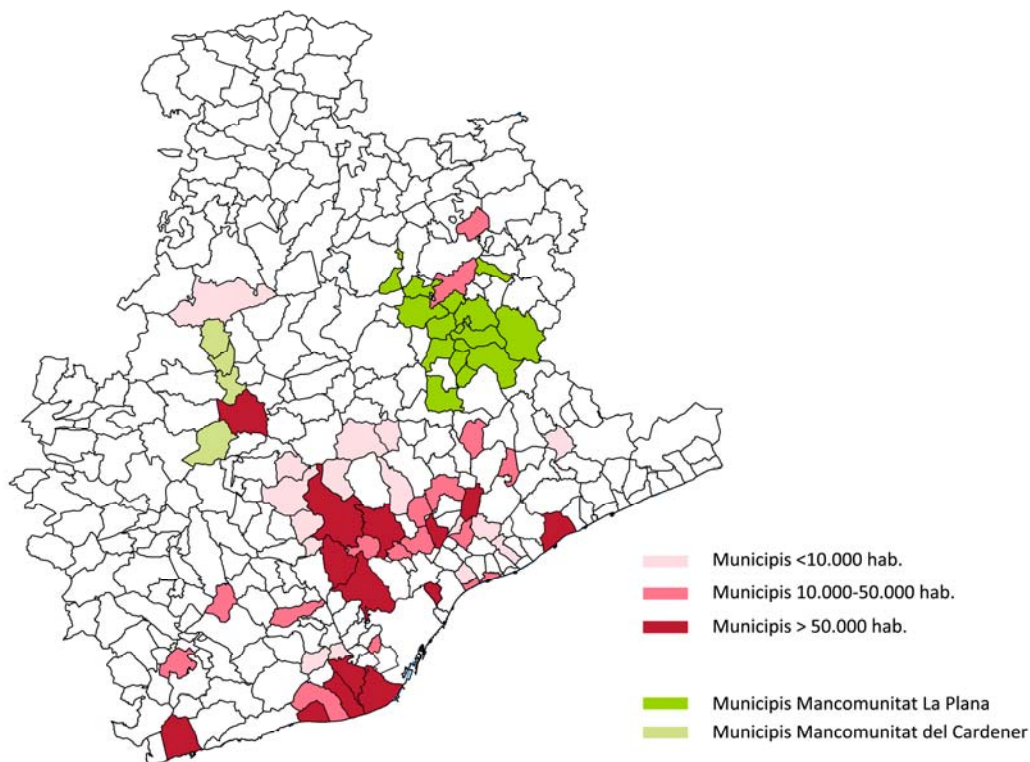 Municipis <10.000 hab.
Municipis 10.000-50.000 hab.
Municipis > 50.000 hab.
Municipis Mancomunitat La Plana
Municipis Mancomunitat del Cardener